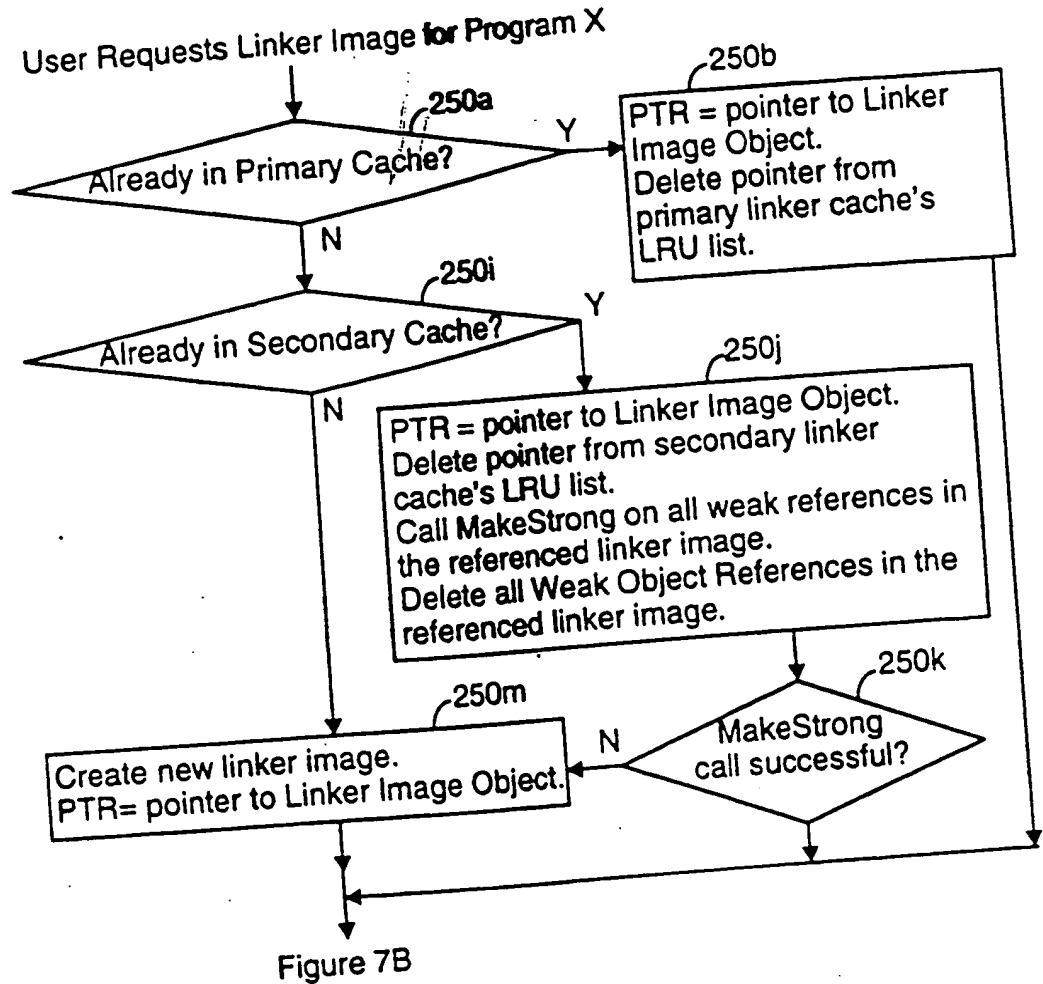 User Requests Linker Image for Program X
250a
Already in Primary Cache?
Y
N
250b
PTR = pointer to Linker
Image Object.
Delete pointer from
primary linker cache's
LRU list.
250i
Already in Secondary Cache?
Y
N
250j
PTR = pointer to Linker Image Object.
Delete pointer from secondary linker
cache's LRU list.
Call MakeStrong on all weak references in
the referenced linker image.
Delete all Weak Object References in the
referenced linker image.
250k
MakeStrong
call successful?
N
250m
Create new linker image.
PTR= pointer to Linker Image Object.
Figure 7B